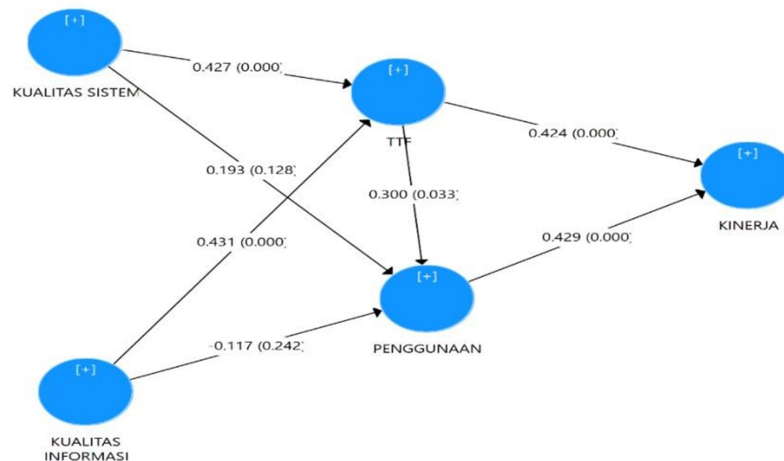 [+]
KUALITAS SISTEM
0.427 (0.000)
[+]
TTF
0.193 (0.128)
0.424 (0.000)
[+]
KINERJA
0.300 (0.033)
0.431 (0.000)
0.429 (0.000)
[+]
PENGGUNAAN
-0.117 (0.242)
[+]
KUALITAS
INFORMASI